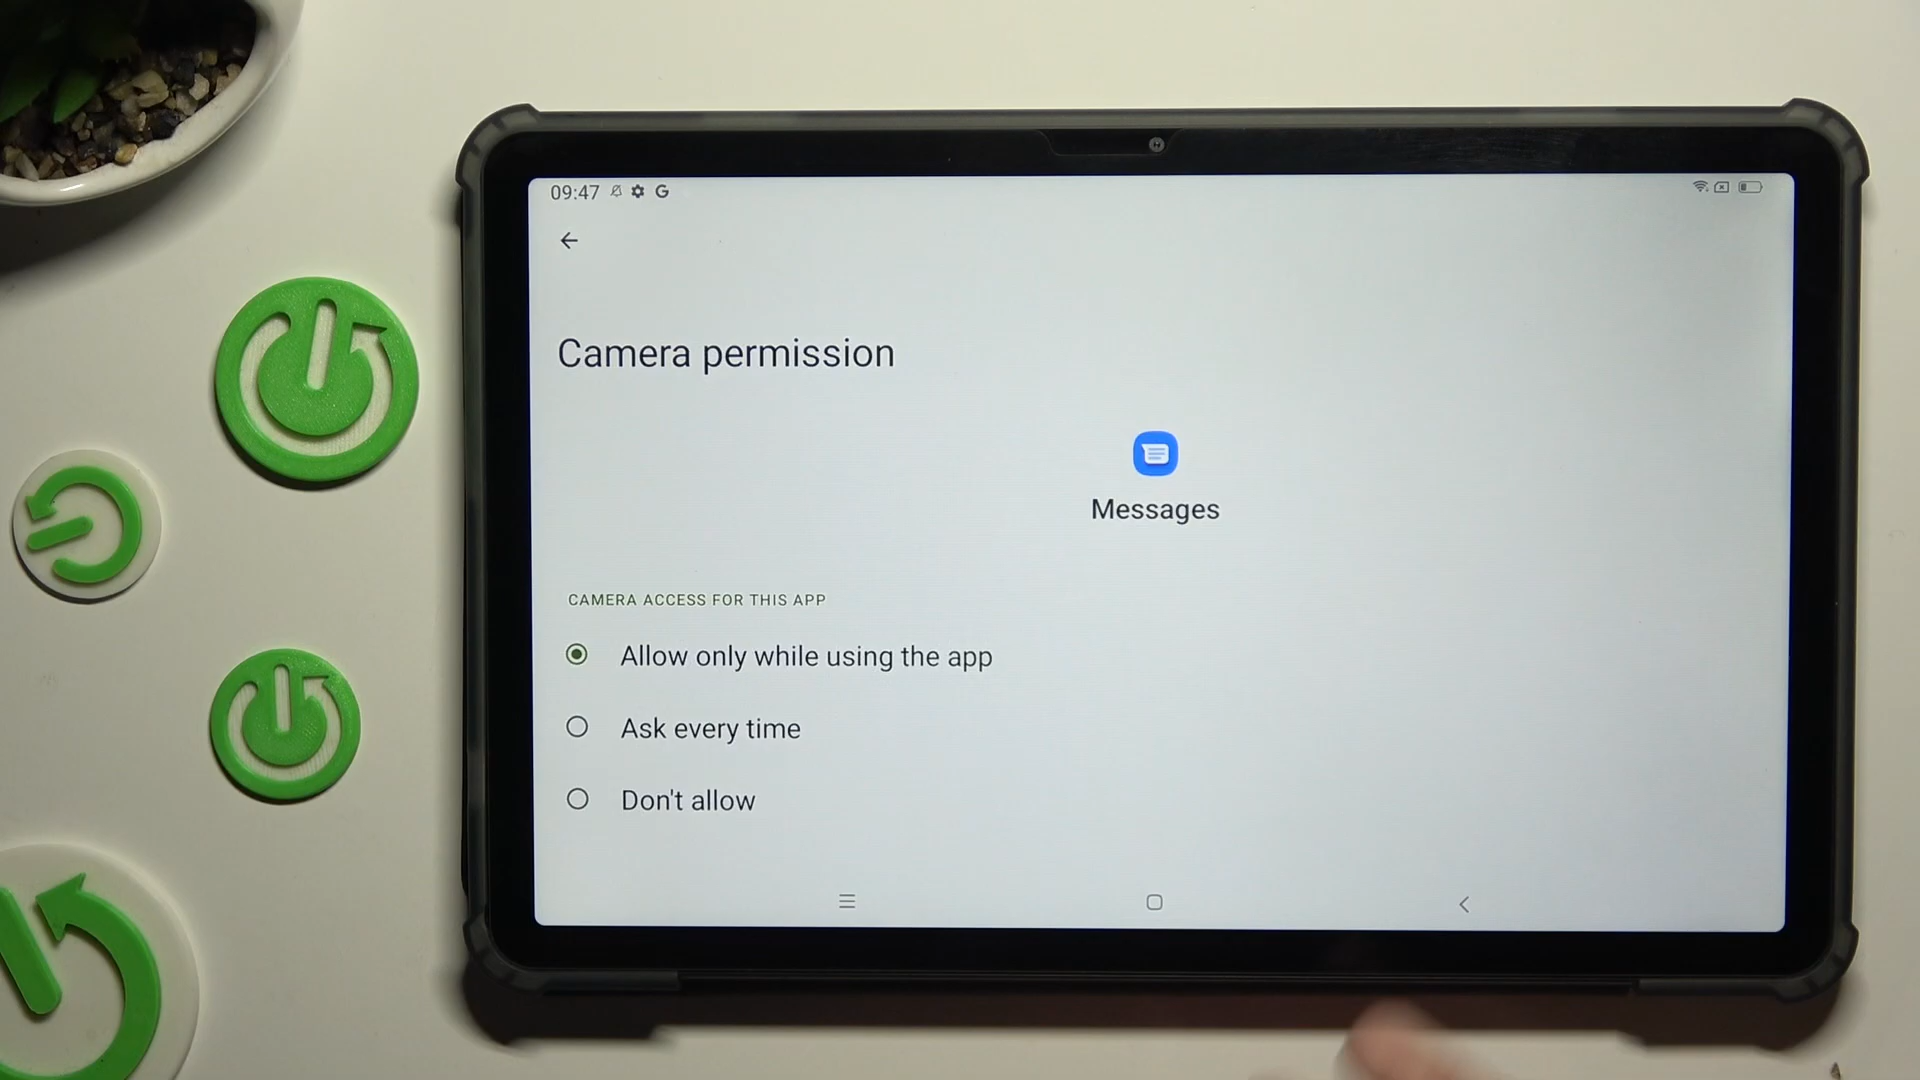 09:47 G
Camera permission
Messages
CAMERA ACCESS FOR THIS APP
Allow only while using the app
Ask every time
Don't allow